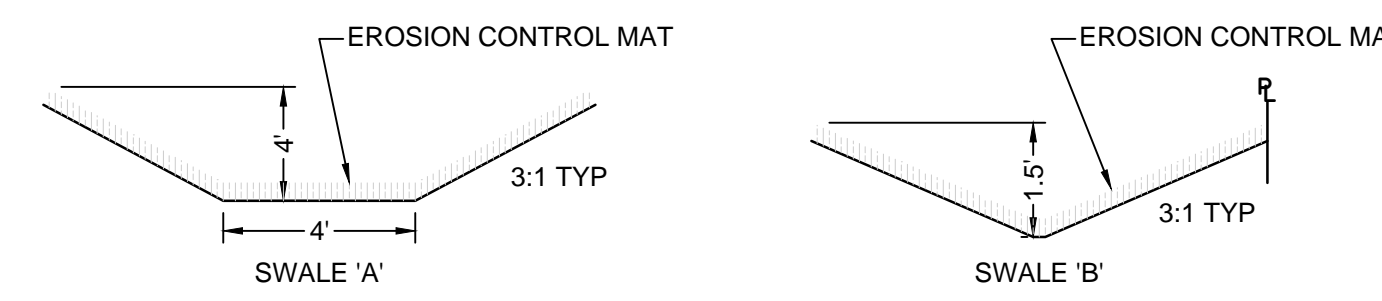 EROSION CONTROL MAT
4'
3:1 TYP
4'
SWALE 'A'
EROSION CONTROL MA
PL
1.5'
3:1 TYP
SWALE 'B'